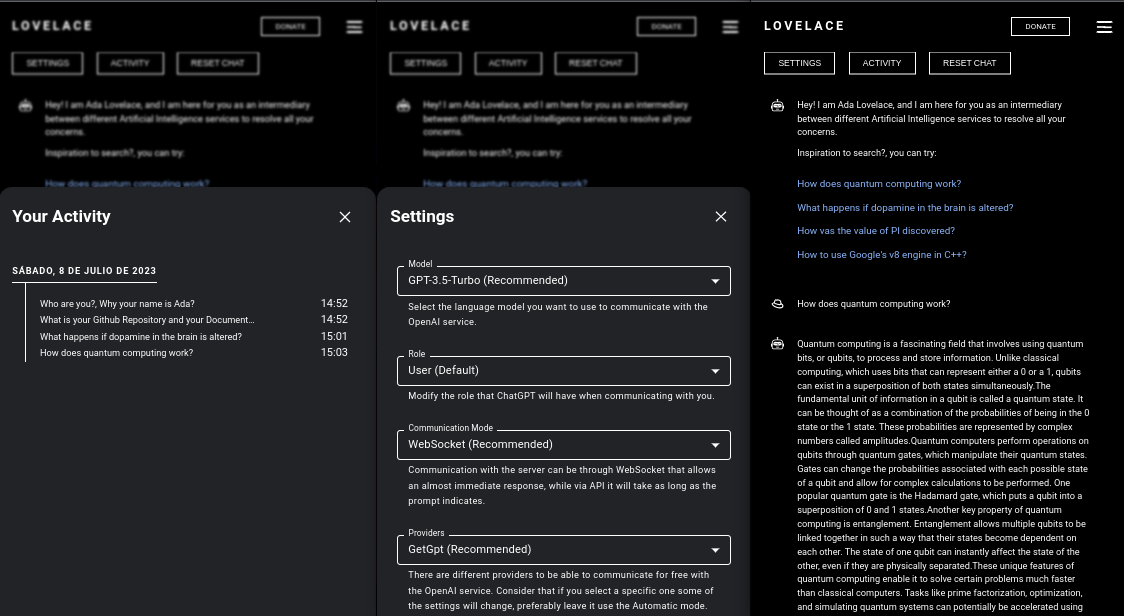 LOVELACE
DONATE
SETTINGS
ACTIVITY
RESET CHAT
Hey! I am Ada Lovelace, and I am here for you as an intermediary
between different Artificial Intelligence services to resolve all your
concerns.
Inspiration to search?, you can try:
How does quantum computing work?
Your Activity
SÁBADO, 8 DE JULIO DE 2023
Who are you?, Why your name is Ada? 14:52
What is your Github Repository and your Document... 14:52
What happens if dopamine in the brain is altered? 15:01
How does quantum computing work? 15:03
LOVELACE
DONATE
SETTINGS
ACTIVITY
RESET CHAT
Hey! I am Ada Lovelace, and I am here for you as an intermediary
between different Artificial Intelligence services to resolve all your
concerns.
Inspiration to search?, you can try:
How does quantum computing work?
Settings
Model
GPT-3.5-Turbo (Recommended)
Select the language model you want to use to communicate with the
OpenAI service.
Role
User (Default)
Modify the role that ChatGPT will have when communicating with you.
Communication Mode
WebSocket (Recommended)
Communication with the server can be through WebSocket that allows
an almost immediate response, while via API it will take as long as the
prompt indicates.
Providers
GetGpt (Recommended)
There are different providers to be able to communicate for free with
the OpenAI service. Consider that if you select a specific one some of
the settings will change, preferably leave it use the Automatic mode.
LOVELACE
DONATE
SETTINGS
ACTIVITY
RESET CHAT
Hey! I am Ada Lovelace, and I am here for you as an intermediary
between different Artificial Intelligence services to resolve all your
concerns.
Inspiration to search?, you can try:
How does quantum computing work?
What happens if dopamine in the brain is altered?
How vas the value of PI discovered?
How to use Google's v8 engine in C++?
How does quantum computing work?
Quantum computing is a fascinating field that involves using quantum
bits, or qubits, to process and store information. Unlike classical
computing, which uses bits that can represent either a 0 or a 1, qubits
can exist in a superposition of both states simultaneously.The
fundamental unit of information in a qubit is called a quantum state. It
can be thought of as a combination of the probabilities of being in the 0
state or the 1 state. These probabilities are represented by complex
numbers called amplitudes.Quantum computers perform operations on
qubits through quantum gates, which manipulate their quantum states.
Gates can change the probabilities associated with each possible state
of a qubit and allow for complex calculations to be performed. One
popular quantum gate is the Hadamard gate, which puts a qubit into a
superposition of 0 and 1 states.Another key property of quantum
computing is entanglement. Entanglement allows multiple qubits to be
linked together in such a way that their states become dependent on
each other. The state of one qubit can instantly affect the state of the
other, even if they are physically separated.These unique features of
quantum computing enable it to solve certain problems much faster
than classical computers. Tasks like prime factorization, optimization,
and simulating quantum systems can potentially be accelerated using